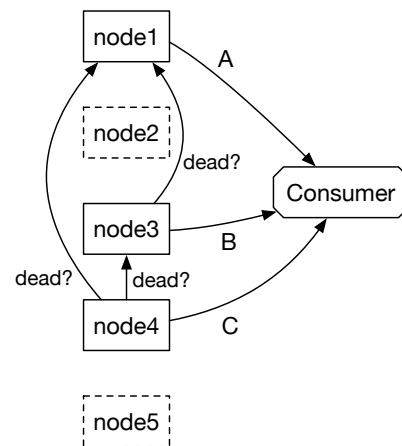 node1
A
node2
dead?
Consumer
node3
B
dead?
dead?
node4
C
node5